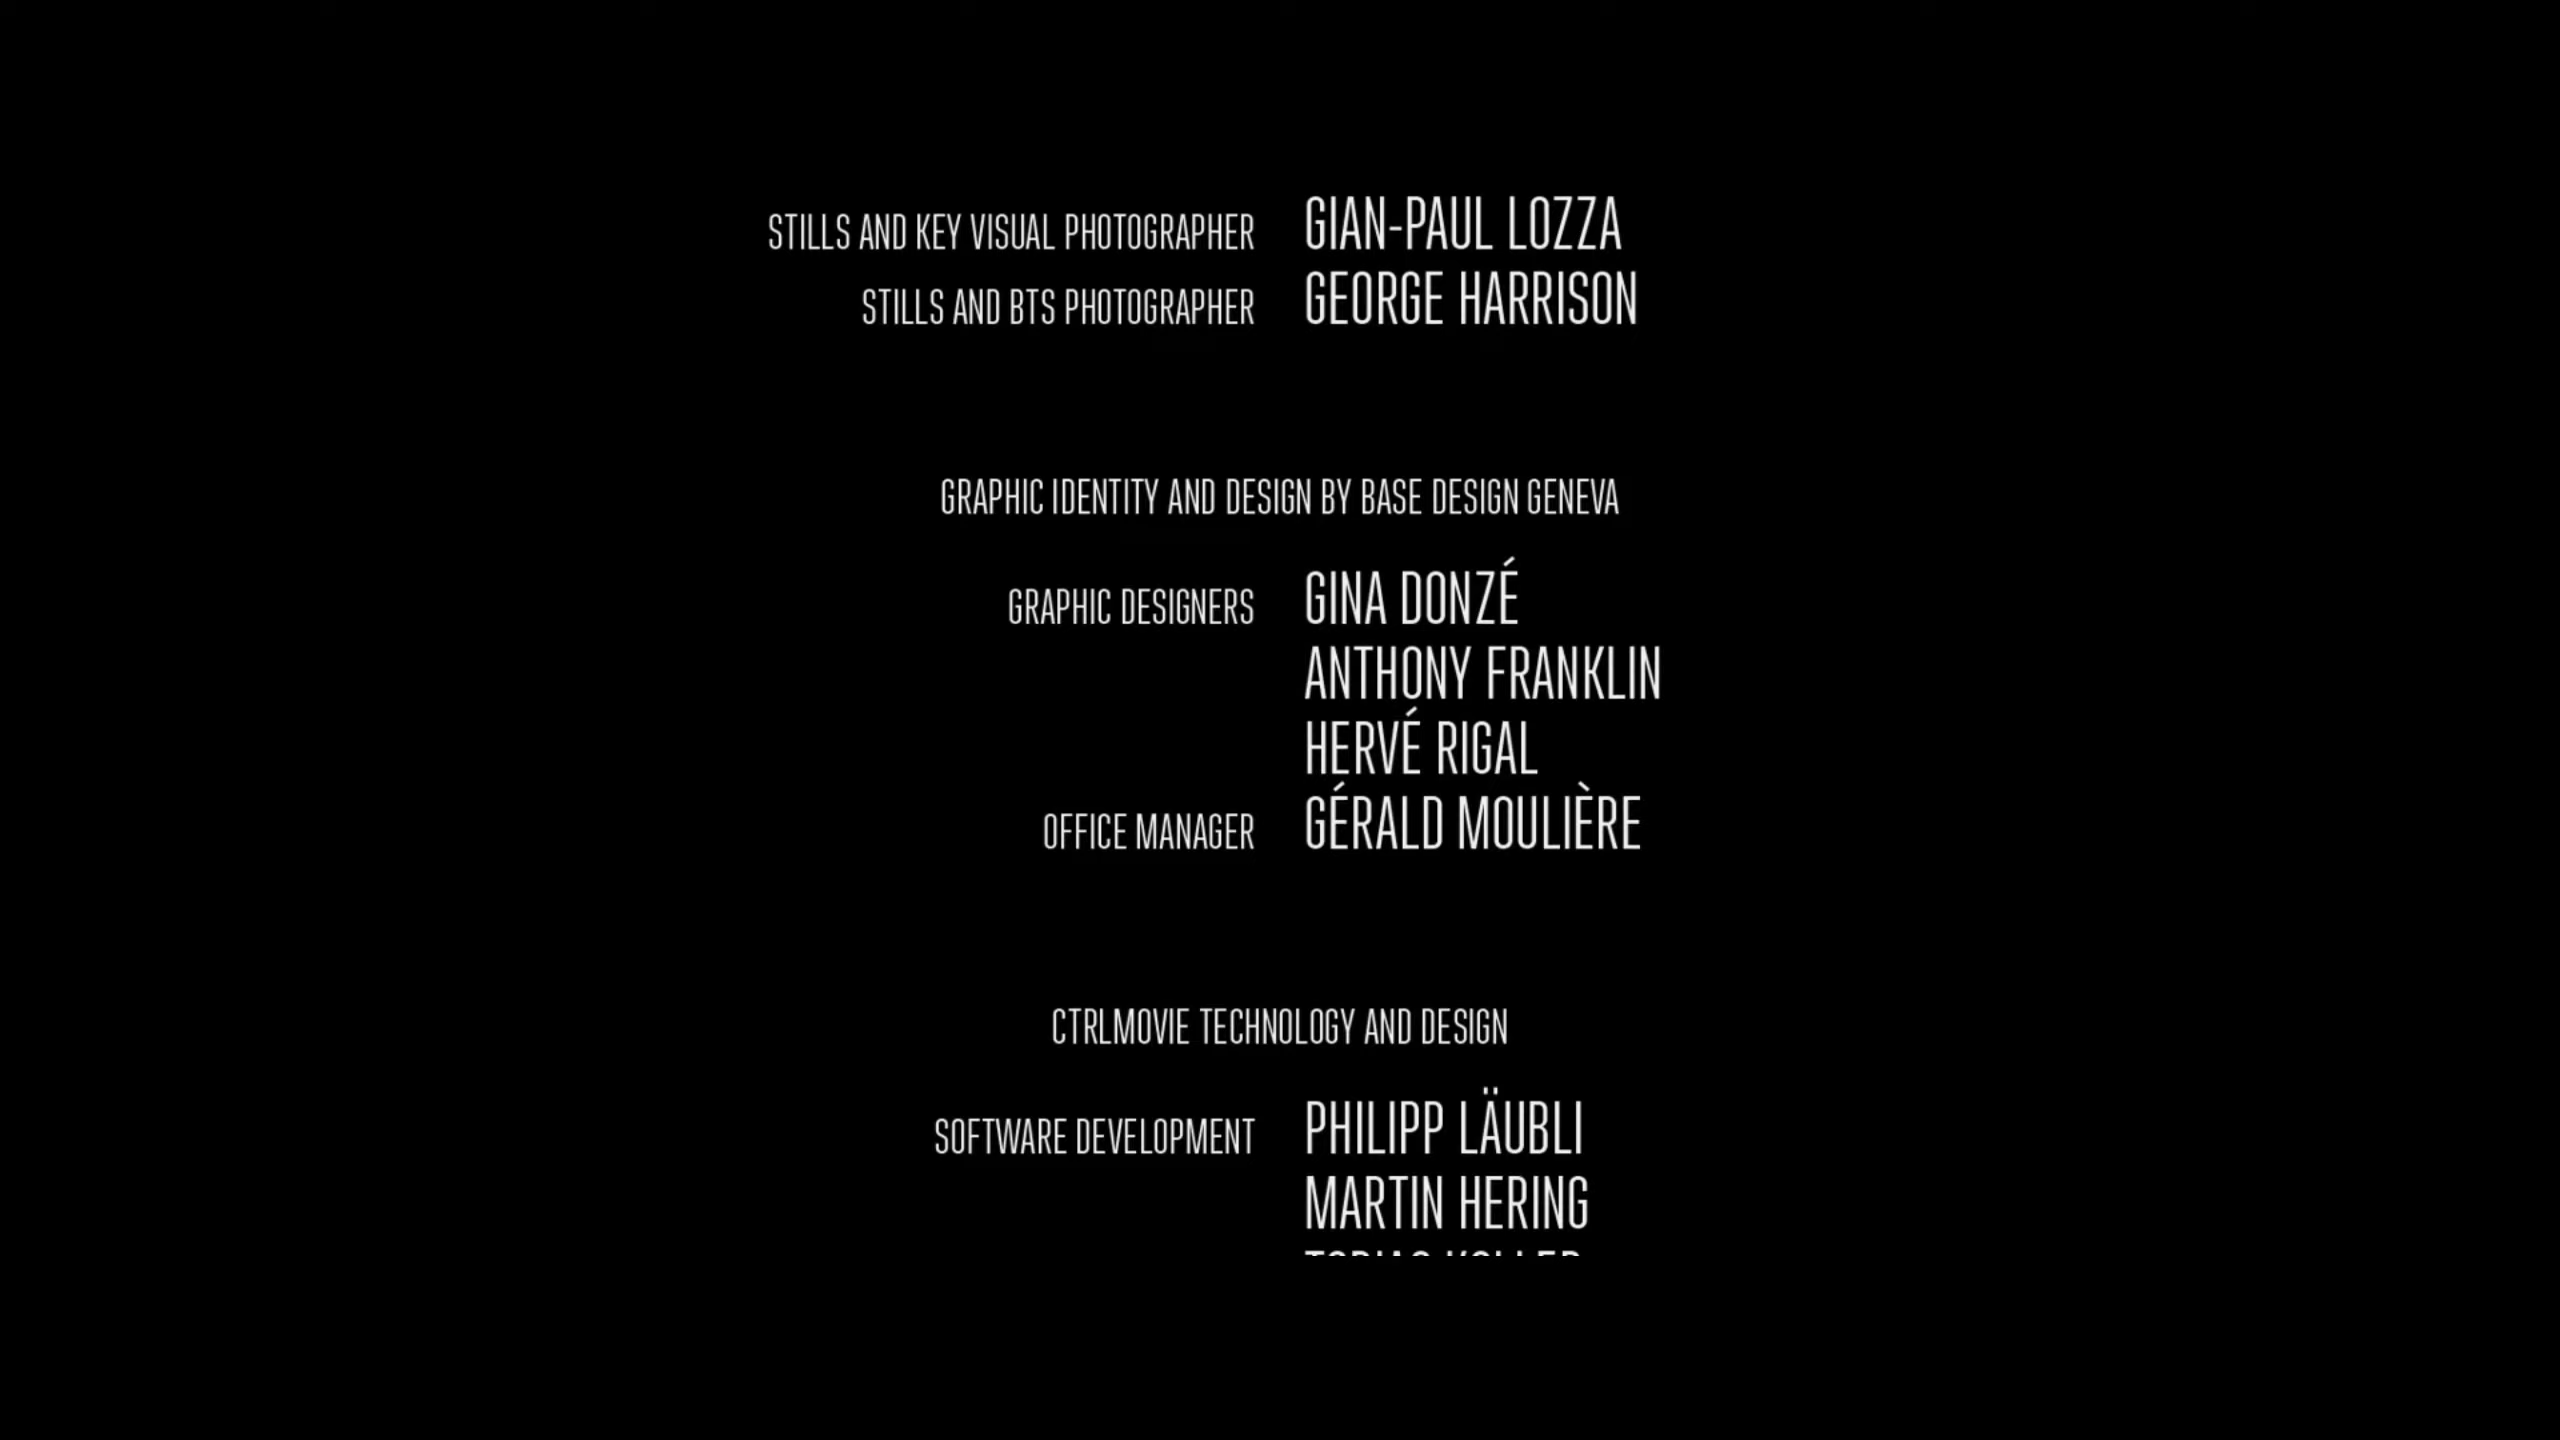 STILLS AND KEY VISUAL PHOTOGRAPHER GIAN-PAUL LOZZA
STILLS AND BTS PHOTOGRAPHER GEORGE HARRISON
GRAPHIC IDENTITY AND DESIGN BY BASE DESIGN GENEVA
GRAPHIC DESIGNERS GINA DONZÉ
ANTHONY FRANKLIN
HERVÉ RIGAL
OFFICE MANAGER GÉRALD MOULIÈRE
CTRLMOVIE TECHNOLOGY AND DESIGN
SOFTWARE DEVELOPMENT PHILIPP LÄUBLI
MARTIN HERING